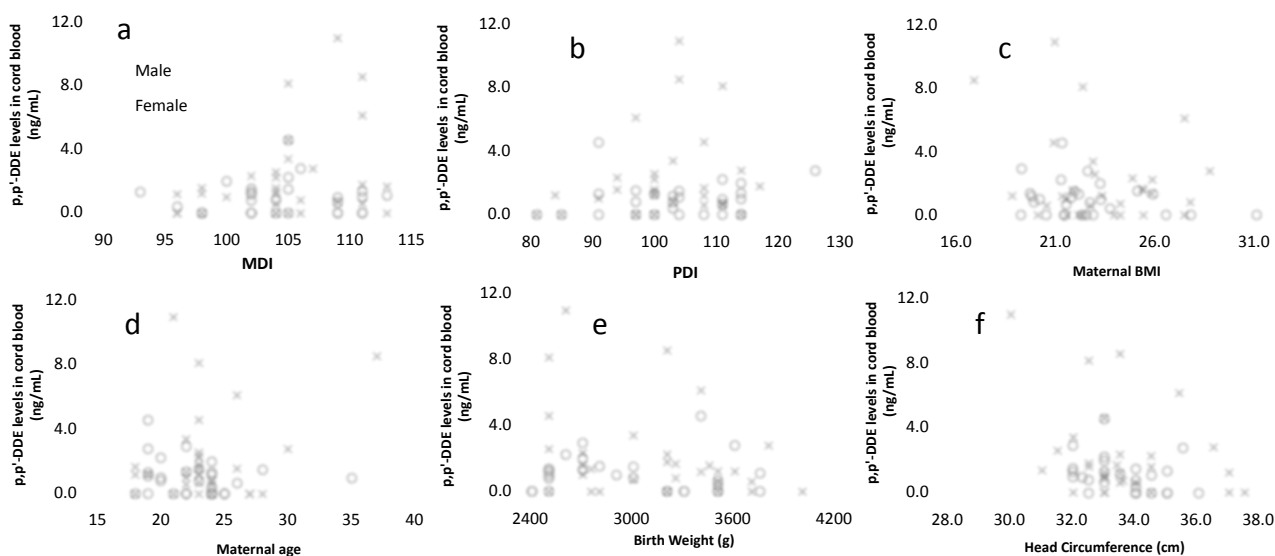 p,p'-DDE levels in cord blood
(ng/mL)
12.0
8.0
4.0
0.0
a
Male
Female
90 95 100 105 110 115
MDI
p,p'-DDE levels in cord blood
(ng/mL)
12.0
8.0
4.0
0.0
b
80 90 100 110 120 130
PDI
p,p'-DDE levels in cord blood
(ng/mL)
12.0
8.0
4.0
0.0
c
16.0 21.0 26.0 31.0
Maternal BMI
p,p'-DDE levels in cord blood
(ng/mL)
12.0
8.0
4.0
0.0
d
15 20 25 30 35 40
Maternal age
p,p'-DDE levels in cord blood
(ng/mL)
12.0
8.0
4.0
0.0
e
2400 3000 3600 4200
Birth Weight (g)
p,p'-DDE levels in cord blood
(ng/mL)
12.0
8.0
4.0
0.0
f
28.0 30.0 32.0 34.0 36.0 38.0
Head Circumference (cm)